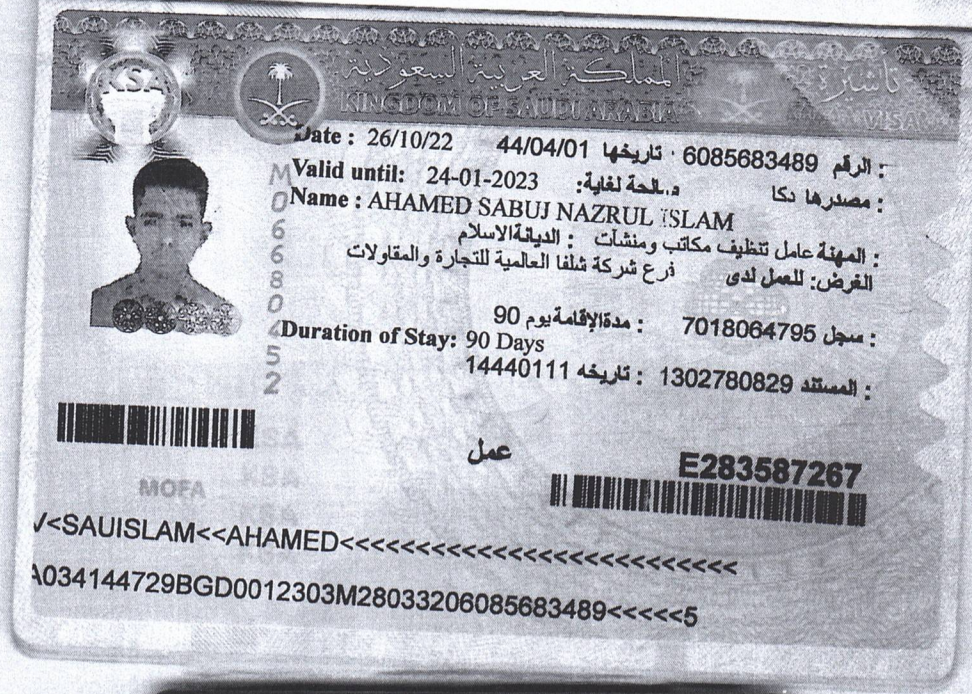 KSA
المملكة العربية السعودية
KINGDOM OF SAUDI ARABIA
تأشيرة
VISA
Date : 26/10/22 الرقم : 6085683489 تاريخها 44/04/01
Valid until: 24-01-2023 صالحة لغاية: مصدرها دكا :
Name : AHAMED SABUJ NAZRUL ISLAM
المهنة عامل تنظيف مكاتب ومنشآت : الديانة الاسلام
الغرض: للعمل لدى فرع شركة شلفا العالمية للتجارة والمقاولات
سجل : 7018064795 مدة الإقامة : 90 يوم
Duration of Stay: 90 Days
المستند : 1302780829 تاريخه : 14440111
M06680452
عمل
E283587267
MOFA
V<SAUISLAM<<AHAMED<<<<<<<<<<<<<<<<<<<<<<<<<<
A034144729BGD0012303M28033206085683489<<<<<5